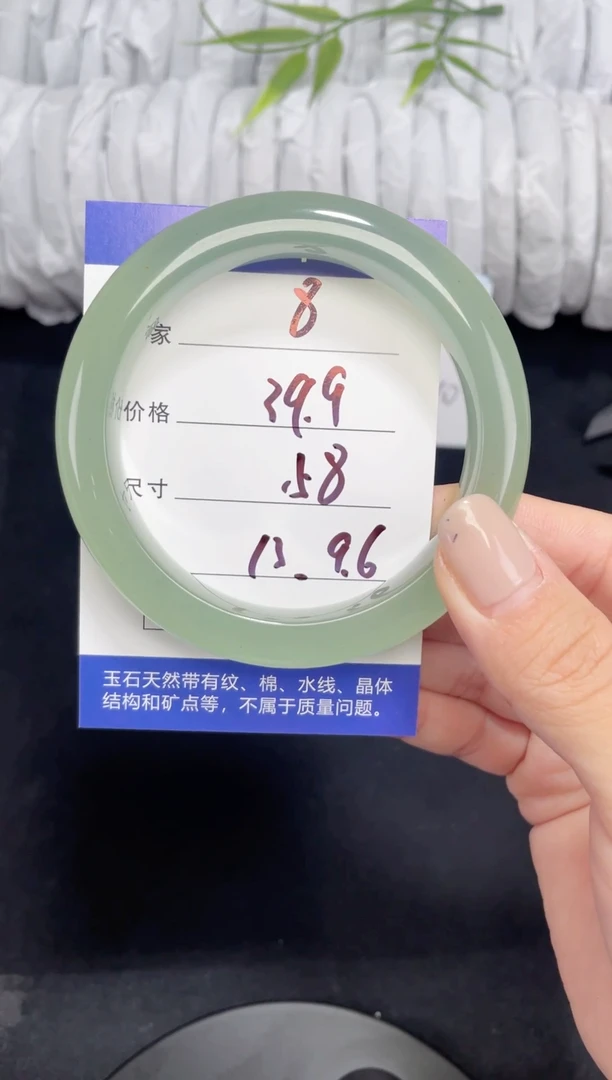 家 8
价格 39.9
尺寸 58
13 - 9.6
玉石天然带有纹、棉、水线、晶体
结构和矿点等，不属于质量问题。